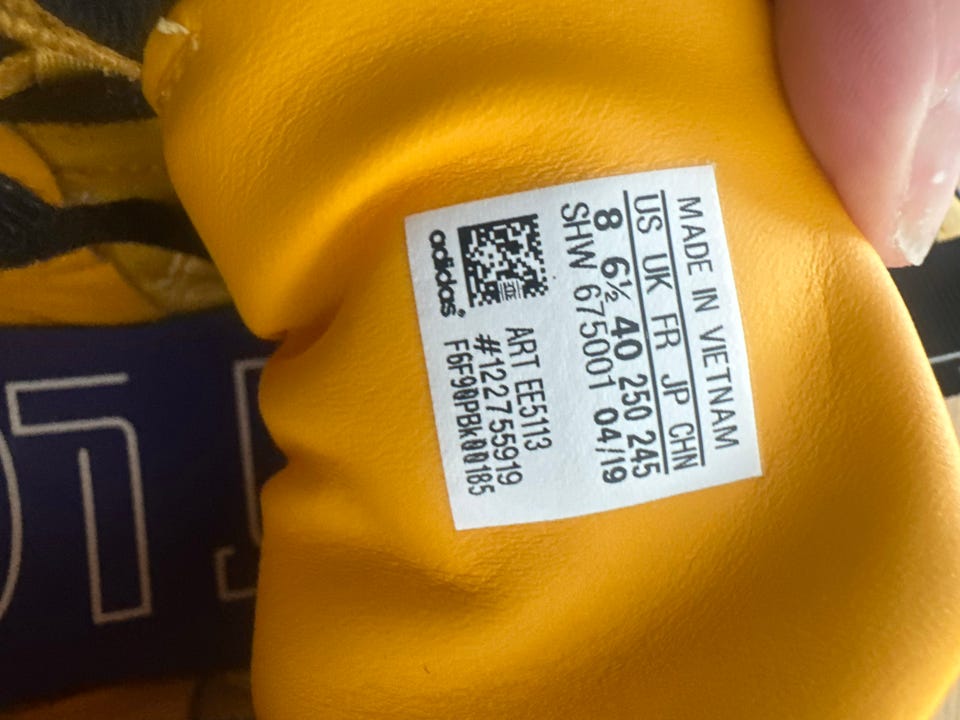 MADE IN VIETNAM
US UK FR JP CHN
8 6½ 40 250 245
SHW 675001 04/19
ART EE5113
#122755919
F6F90PBK00185
adidas